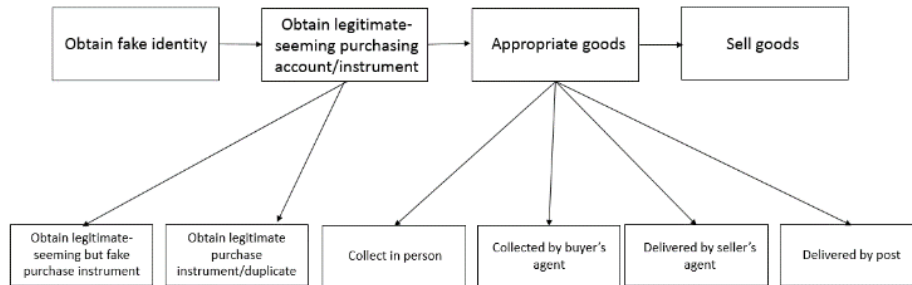 Obtain fake identity
Obtain legitimate-
seeming purchasing
account/instrument
Appropriate goods
Sell goods
Obtain legitimate-
seeming but fake
purchase instrument
Obtain legitimate
purchase
instrument/duplicate
Collect in person
Collected by buyer's
agent
Delivered by seller's
agent
Delivered by post